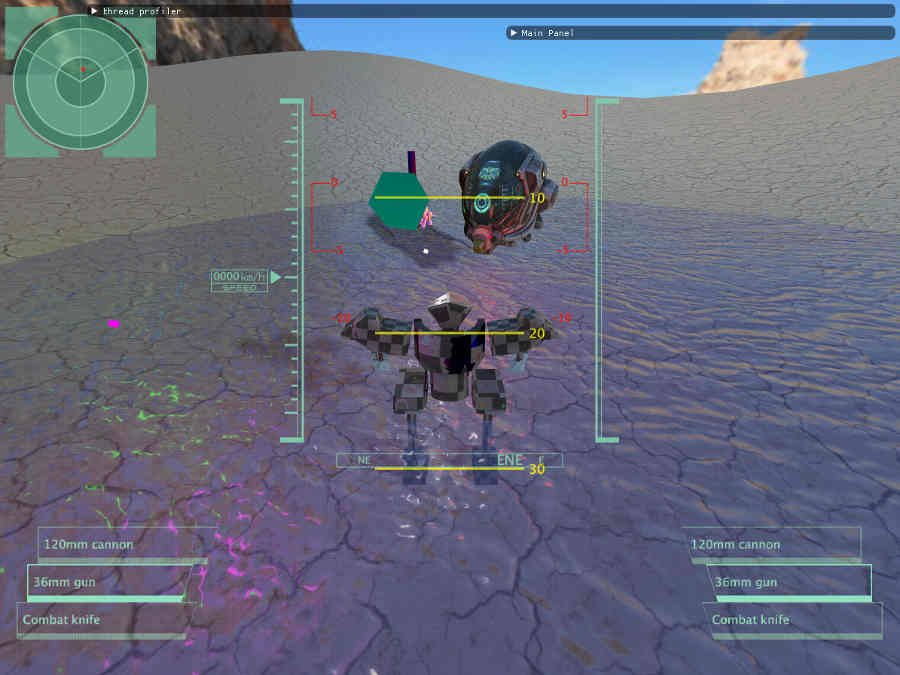 thread profiler
Main Panel
5
5
0
0
10
-5
-5
0000 km/h
SPEED
-10
-10
20
NE
ENE
E
30
120mm cannon
120mm cannon
36mm gun
36mm gun
Combat knife
Combat knife